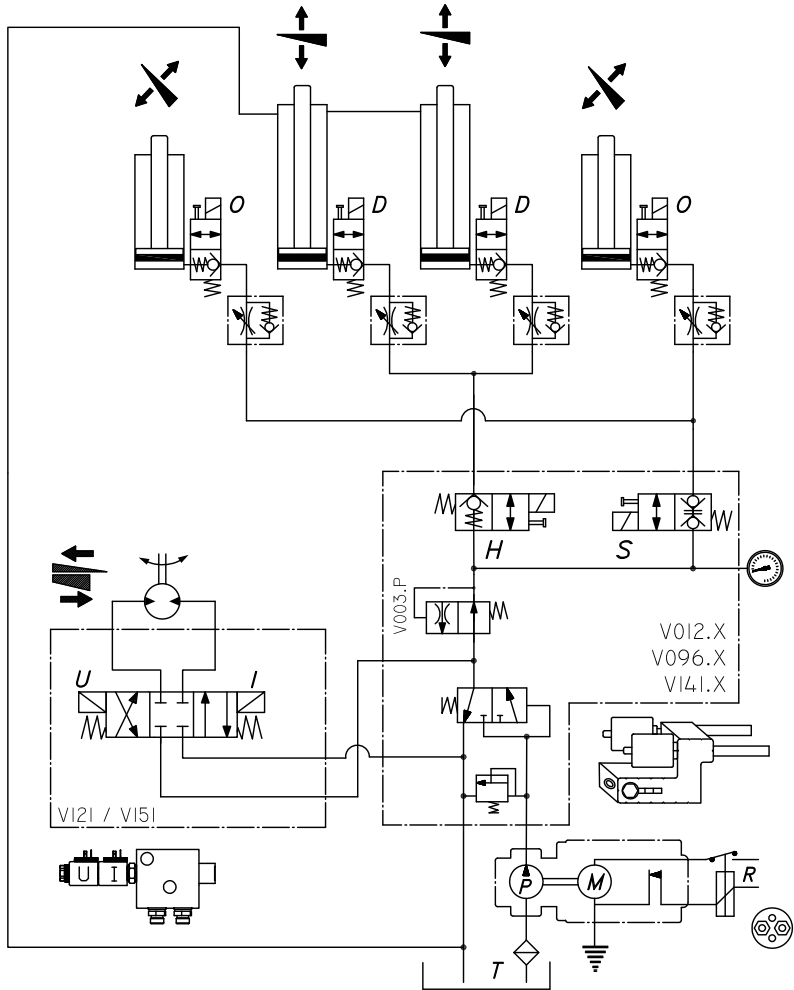 O
D
D
O
H
S
V003.P
V012.X
V096.X
V141.X
U
I
V121 / V151
U
I
P
M
R
T